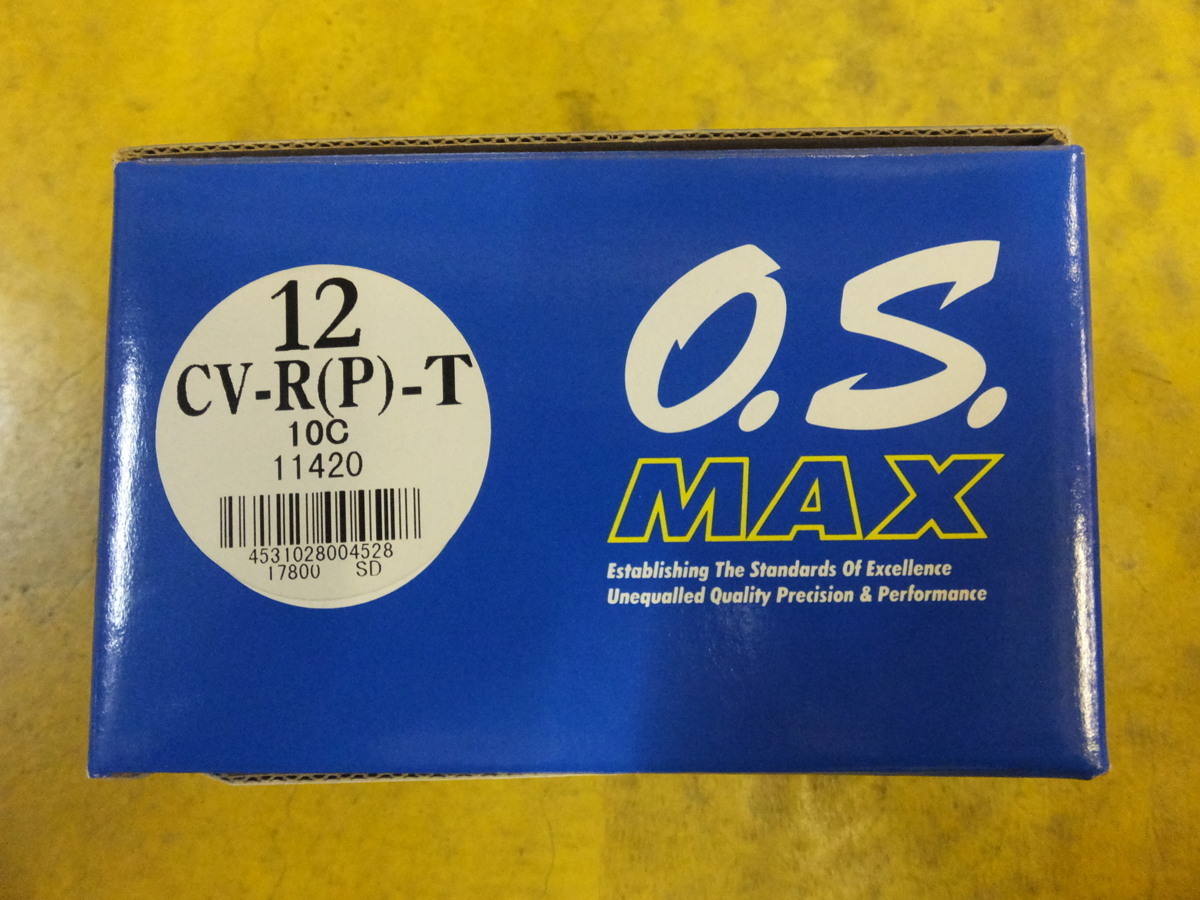 12
CV-R(P)-T
10C
11420
4531028004528
17800 SD
O.S.
MAX
Establishing The Standards Of Excellence
Unequalled Quality Precision & Performance